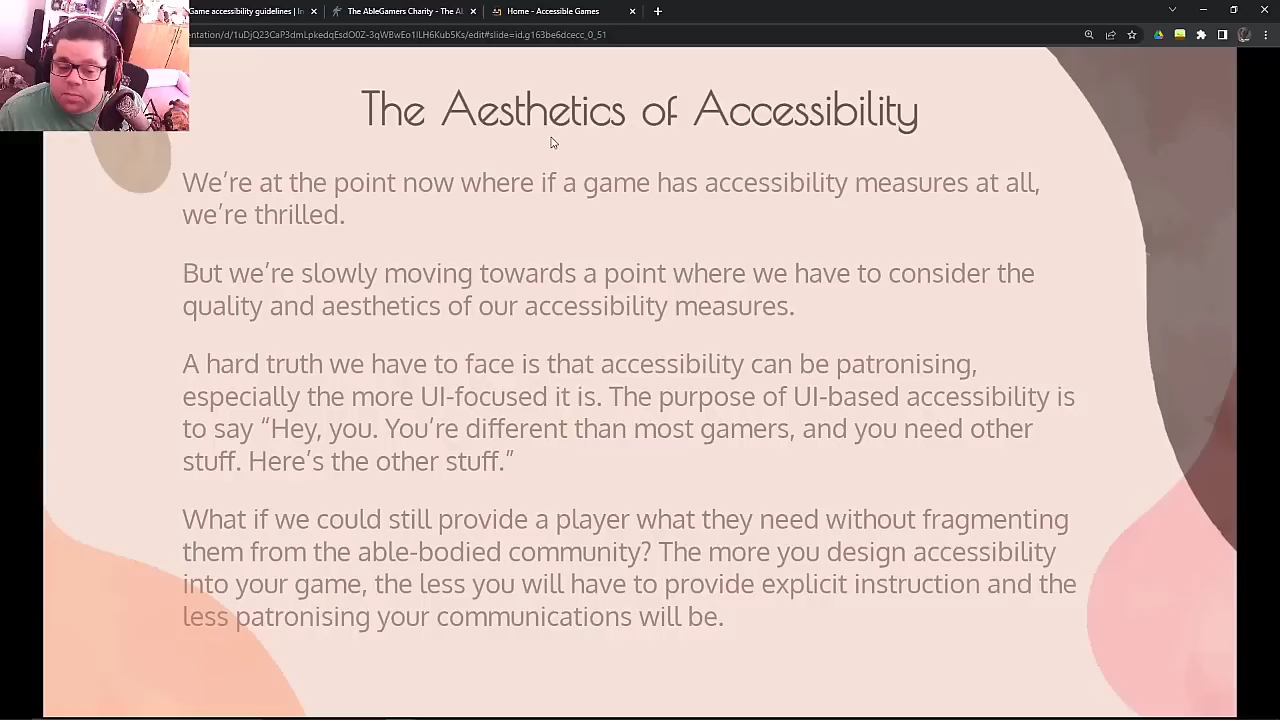 Game accessibility guidelines | In
The AbleGamers Charity - The Al
Home - Accessible Games
entation/d/1uDjQ23CaP3dmLpkedqEsdO0Z-3qWBwEo1ILH6Kub5Ks/edit#slide=id.g163be6dcecc_0_51
The Aesthetics of Accessibility
We're at the point now where if a game has accessibility measures at all,
we're thrilled.
But we're slowly moving towards a point where we have to consider the
quality and aesthetics of our accessibility measures.
A hard truth we have to face is that accessibility can be patronising,
especially the more UI-focused it is. The purpose of UI-based accessibility is
to say “Hey, you. You’re different than most gamers, and you need other
stuff. Here’s the other stuff.”
What if we could still provide a player what they need without fragmenting
them from the able-bodied community? The more you design accessibility
into your game, the less you will have to provide explicit instruction and the
less patronising your communications will be.